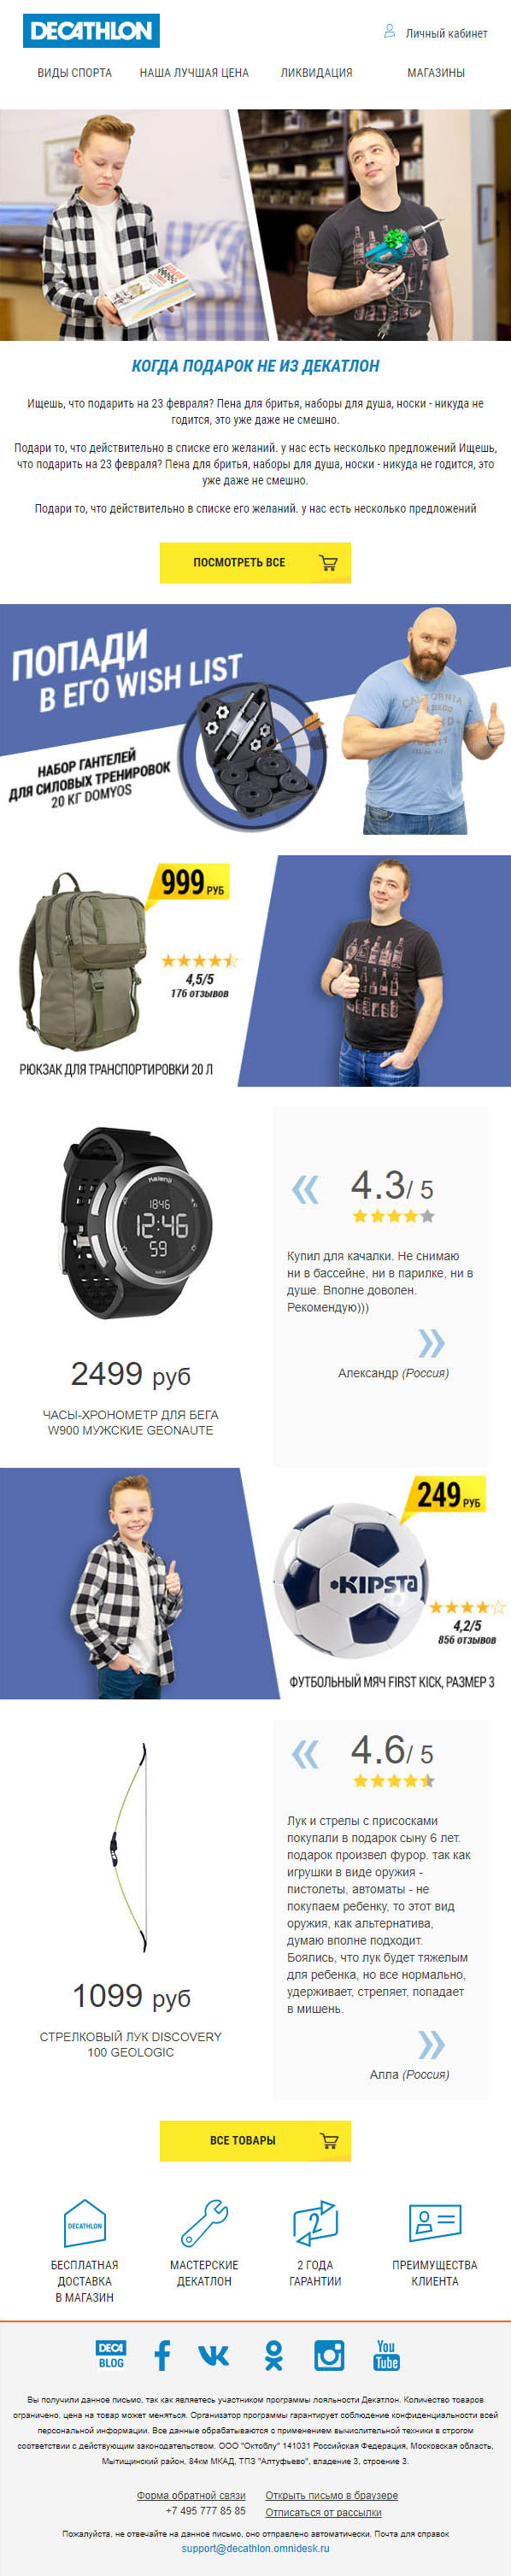 DECATHLON
Личный кабинет
ВИДЫ СПОРТА НАША ЛУЧШАЯ ЦЕНА ЛИКВИДАЦИЯ МАГАЗИНЫ
КОГДА ПОДАРОК НЕ ИЗ ДЕКАТЛОН
Ищешь, что подарить на 23 февраля? Пена для бритья, наборы для душа, носки - никуда не
годится, это уже даже не смешно.
Подари то, что действительно в списке его желаний. у нас есть несколько предложений Ищешь,
что подарить на 23 февраля? Пена для бритья, наборы для душа, носки - никуда не годится, это
уже даже не смешно.
Подари то, что действительно в списке его желаний. у нас есть несколько предложений
ПОСМОТРЕТЬ ВСЕ
ПОПАДИ
В ЕГО WISH LIST
НАБОР ГАНТЕЛЕЙ
ДЛЯ СИЛОВЫХ ТРЕНИРОВОК
20 КГ DOMYOS
CALIFORNIA
999 РУБ
4,5/5
176 отзывов
РЮКЗАК ДЛЯ ТРАНСПОРТИРОВКИ 20 Л
Kalenji
1846
12:46
59
2499 руб
ЧАСЫ-ХРОНОМЕТР ДЛЯ БЕГА
W900 МУЖСКИЕ GEONAUTE
« 4.3/ 5
Купил для качалки. Не снимаю
ни в бассейне, ни в парилке, ни в
душе. Вполне доволен.
Рекомендую)))
»
Александр (Россия)
249 РУБ
KIPSTA
4,2/5
856 отзывов
ФУТБОЛЬНЫЙ МЯЧ FIRST KICK, РАЗМЕР 3
1099 руб
СТРЕЛКОВЫЙ ЛУК DISCOVERY
100 GEOLOGIC
« 4.6/ 5
Лук и стрелы с присосками
покупали в подарок сыну 6 лет.
подарок произвел фурор. так как
игрушки в виде оружия -
пистолеты, автоматы - не
покупаем ребенку, то этот вид
оружия, как альтернатива,
думаю вполне подходит.
Боялись, что лук будет тяжелым
для ребенка, но все нормально,
удерживает, стреляет, попадает
в мишень.
»
Алла (Россия)
ВСЕ ТОВАРЫ
DECATHLON
2
БЕСПЛАТНАЯ
ДОСТАВКА
В МАГАЗИН
МАСТЕРСКИЕ
ДЕКАТЛОН
2 ГОДА
ГАРАНТИИ
ПРЕИМУЩЕСТВА
КЛИЕНТА
DECA
BLOG
You
Tube
Вы получили данное письмо, так как являетесь участником программы лояльности Декатлон. Количество товаров
ограничено, цена на товар может меняться. Организатор программы гарантирует соблюдение конфиденциальности всей
персональной информации. Все данные обрабатываются с применением вычислительной техники в строгом
соответствии с действующим законодательством. ООО "Октоблу" 141031 Российская Федерация, Московская область,
Мытищинский район, 84км МКАД, ТПЗ "Алтуфьево", владение 3, строение 3.
Форма обратной связи
+7 495 777 85 85
Открыть письмо в браузере
Отписаться от рассылки
Пожалуйста, не отвечайте на данное письмо, оно отправлено автоматически. Почта для справок
support@decathlon.omnidesk.ru